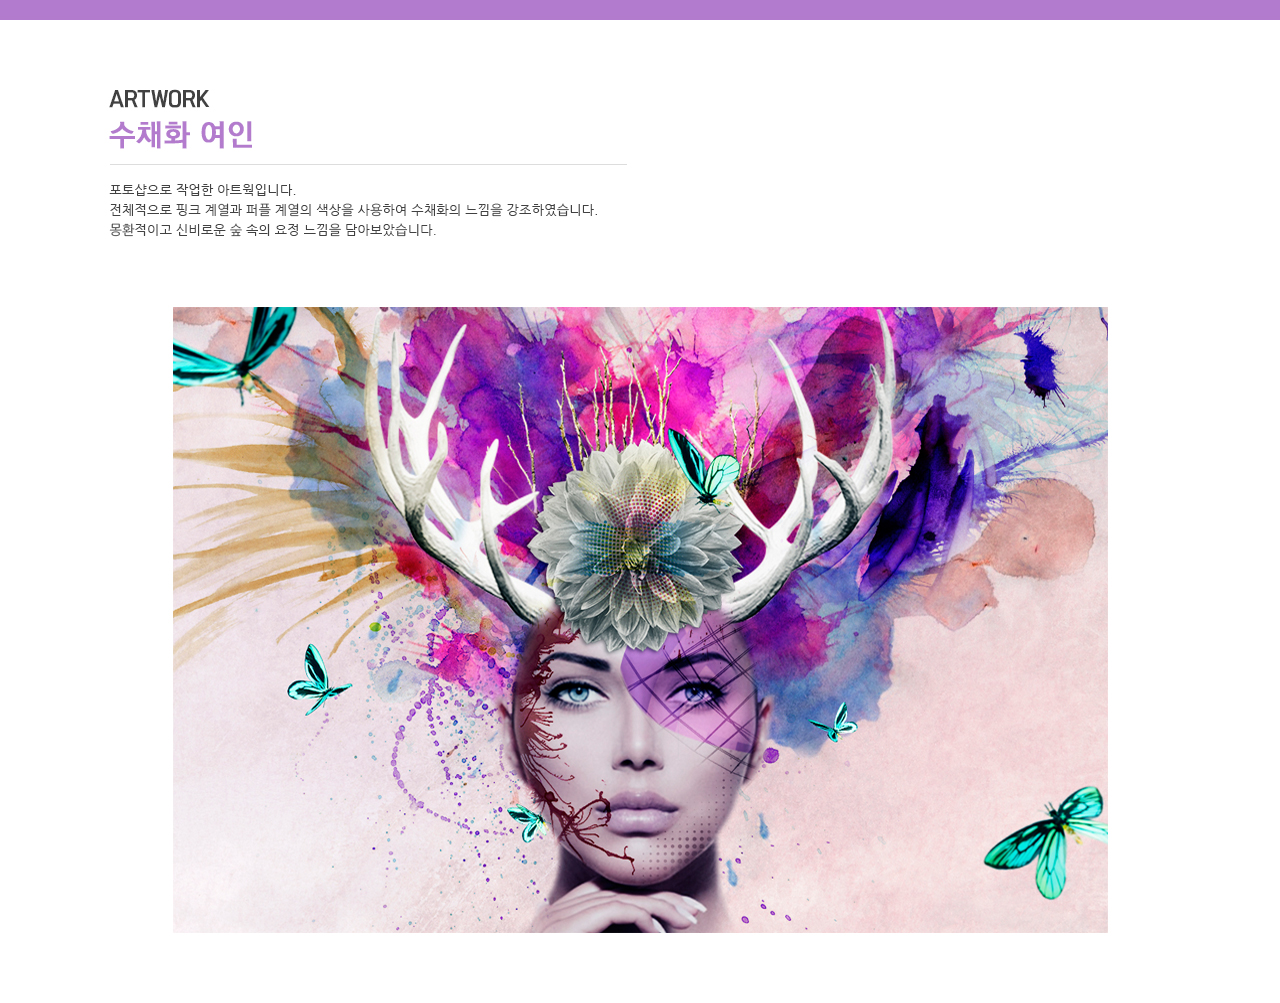 ARTWORK
수채화 여인
포토샵으로 작업한 아트웍입니다.
전체적으로 핑크 계열과 퍼플 계열의 색상을 사용하여 수채화의 느낌을 강조하였습니다.
몽환적이고 신비로운 숲 속의 요정 느낌을 담아보았습니다.